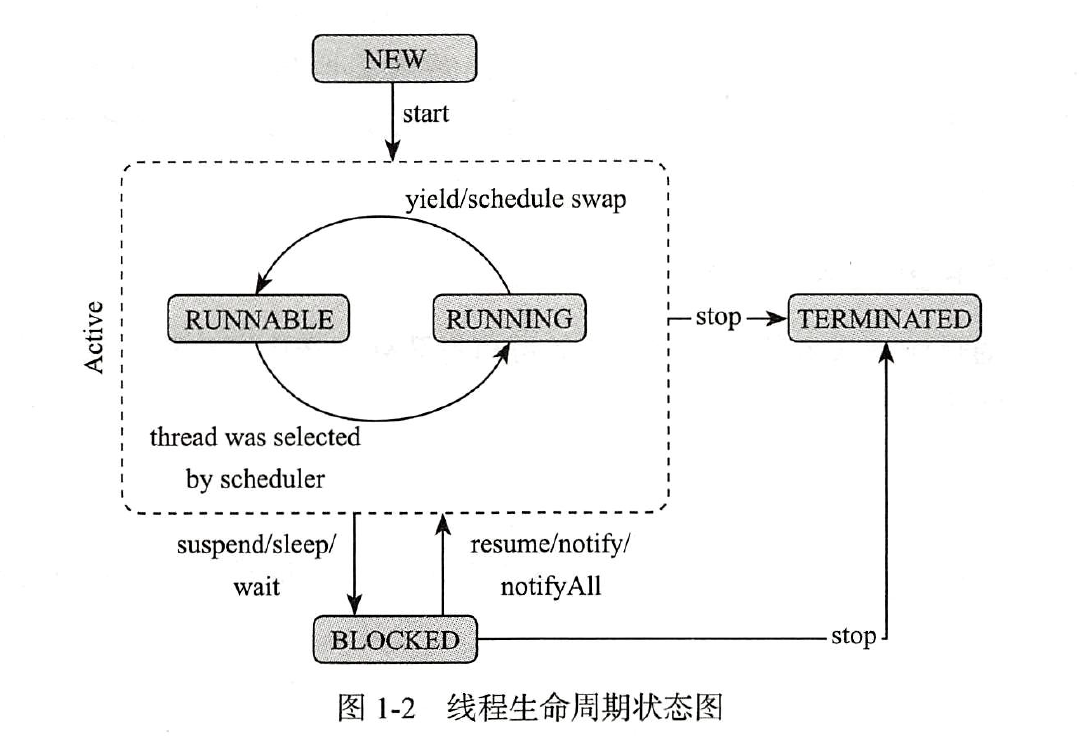 NEW
start
yield/schedule swap
Active
RUNNABLE
RUNNING
stop
TERMINATED
thread was selected
by scheduler
suspend/sleep/
wait
resume/notify/
notifyAll
BLOCKED
stop
图 1-2 线程生命周期状态图